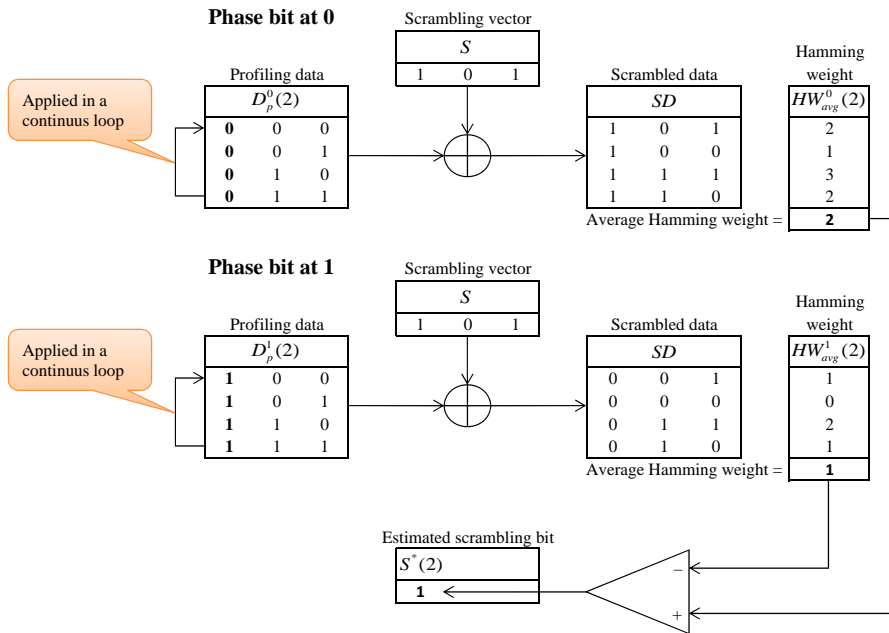 Phase bit at 0
Scrambling vector
S
1 0 1
Applied in a
continuus loop
Profiling data
D_p^0(2)
0 0 0
0 0 1
0 1 0
0 1 1
Scrambled data
SD
1 0 1
1 0 0
1 1 1
1 1 0
Hamming
weight
HW_avg^0(2)
2
1
3
2
Average Hamming weight = 2
Phase bit at 1
Scrambling vector
S
1 0 1
Applied in a
continuus loop
Profiling data
D_p^1(2)
1 0 0
1 0 1
1 1 0
1 1 1
Scrambled data
SD
0 0 1
0 0 0
0 1 1
0 1 0
Hamming
weight
HW_avg^1(2)
1
0
2
1
Average Hamming weight = 1
Estimated scrambling bit
S^*(2)
1
−
+